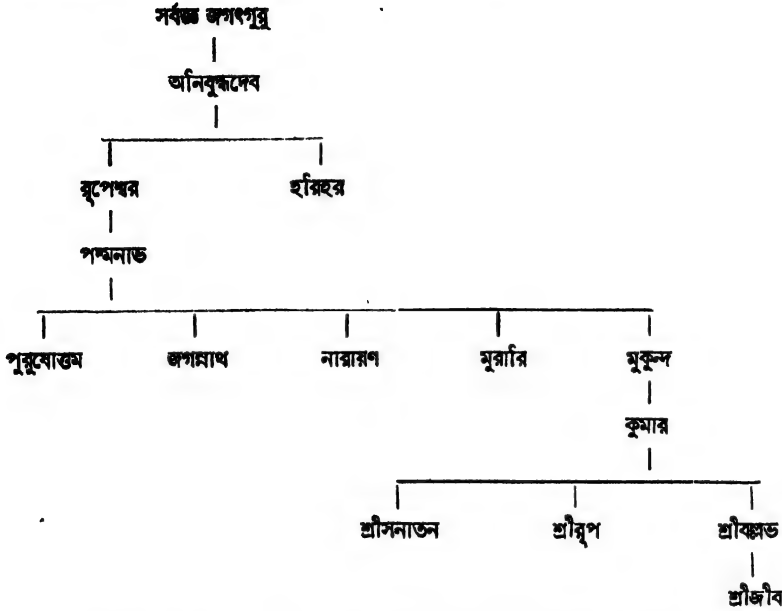 সর্বজ্ঞ জগৎগুরু
অনিরুদ্ধদেব
রূপেশ্বর হরিহর
পদ্মনাভ
পুরুষোত্তম জগন্নাথ নারায়ণ মুরারি মুকুন্দ
কুমার
শ্রীসনাতন শ্রীরূপ শ্রীবল্লভ
শ্রীজীব